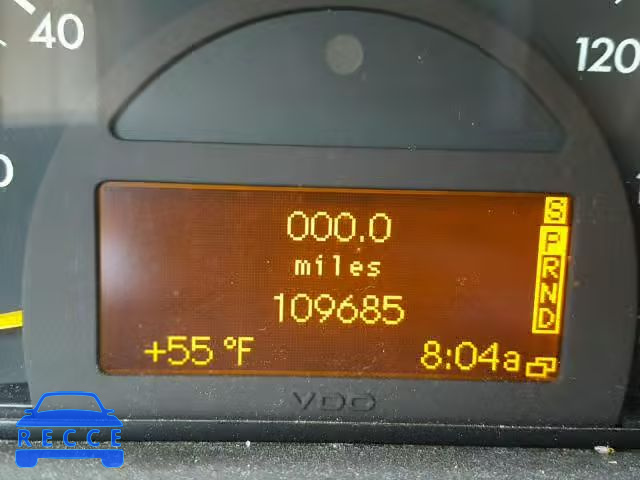 40
120
000.0
miles
109685
+55 °F
8:04a
S
P
R
N
D
VDO
RECCE